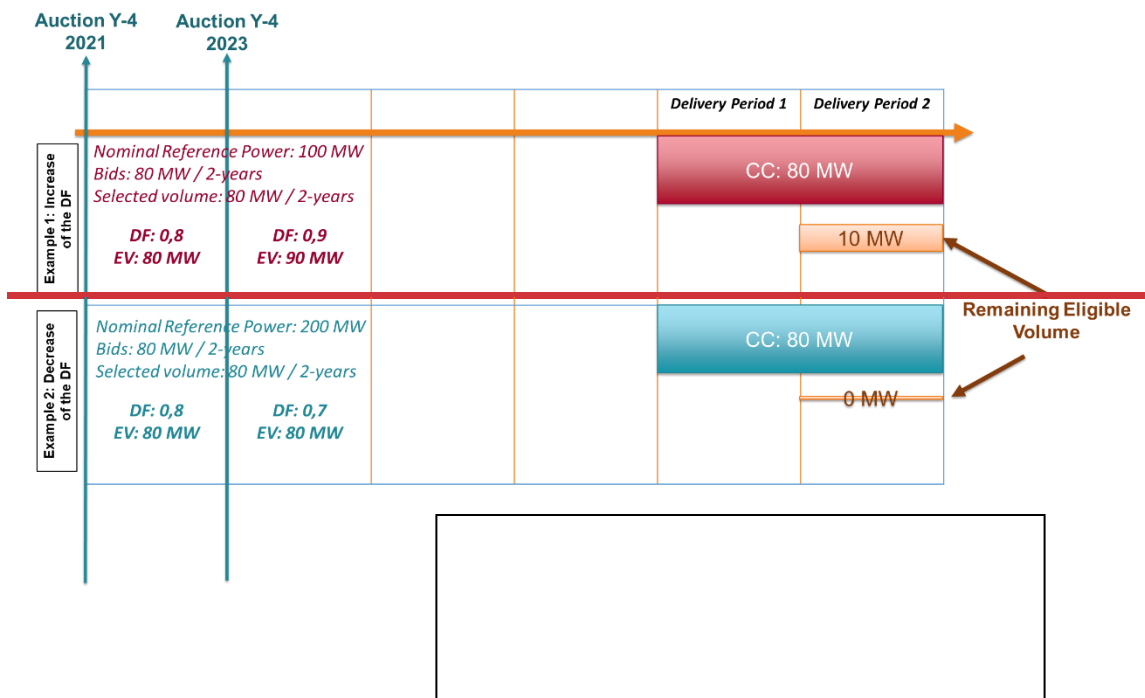 Auction Y-4
2021
Auction Y-4
2023
Delivery Period 1
Delivery Period 2
Example 1: Increase
of the DF
Nominal Reference Power: 100 MW
Bids: 80 MW / 2-years
Selected volume: 80 MW / 2-years
DF: 0,8
EV: 80 MW
DF: 0,9
EV: 90 MW
CC: 80 MW
10 MW
Remaining Eligible
Volume
Example 2: Decrease
of the DF
Nominal Reference Power: 200 MW
Bids: 80 MW / 2-years
Selected volume: 80 MW / 2-years
DF: 0,8
EV: 80 MW
DF: 0,7
EV: 80 MW
CC: 80 MW
0 MW